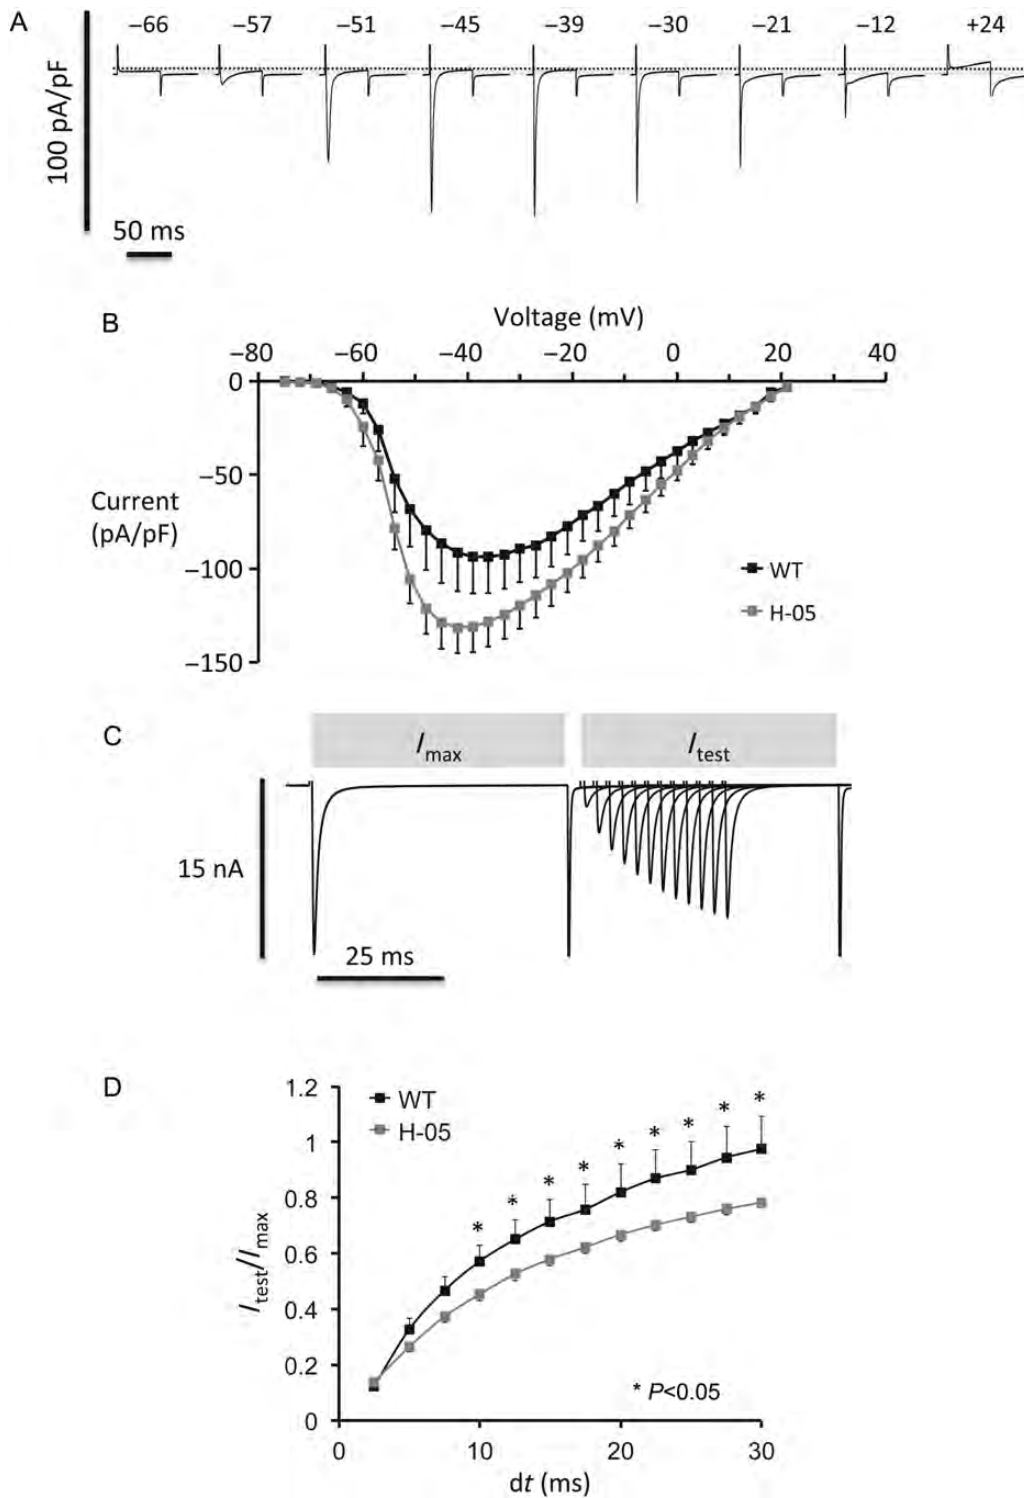 A
−66 −57 −51 −45 −39 −30 −21 −12 +24
100 pA/pF
50 ms
B
Voltage (mV)
−80 −60 −40 −20 0 20 40
0
−50
Current
(pA/pF)
−100
−150
WT
H-05
C
Imax
Itest
15 nA
25 ms
D
1.2
1
0.8
0.6
0.4
0.2
0
Itest/Imax
WT
H-05
* * * * * * * * *
* P<0.05
0 10 20 30
dt (ms)